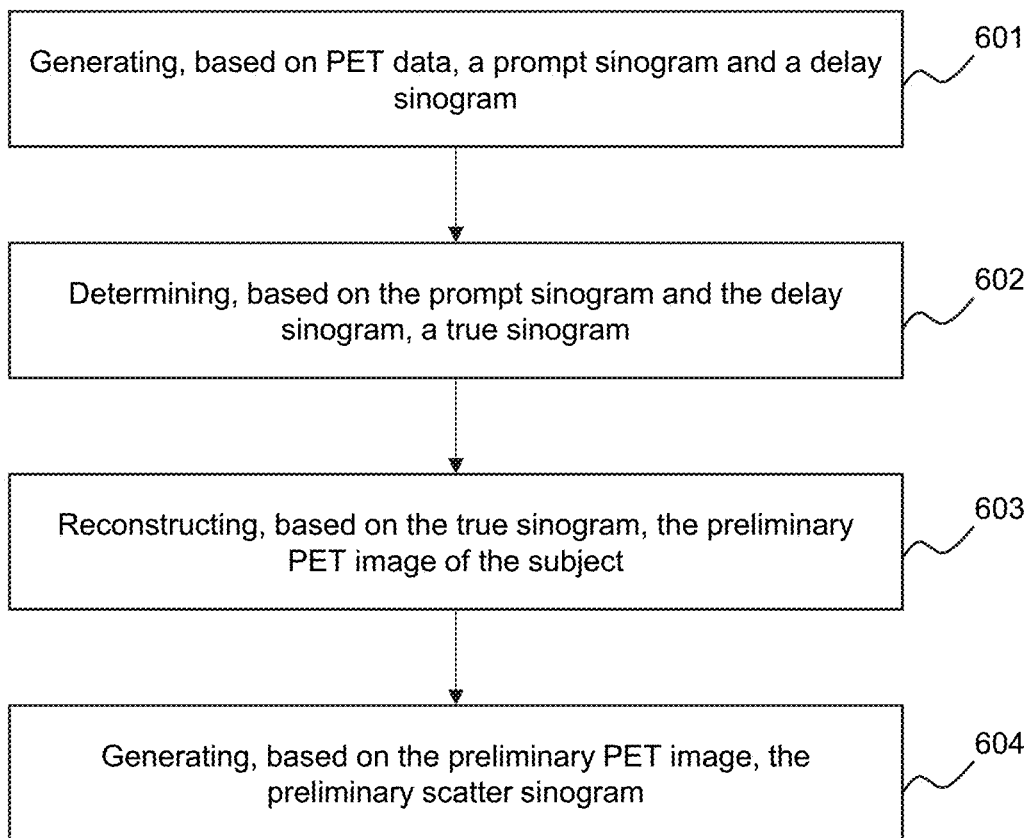 601
Generating, based on PET data, a prompt sinogram and a delay
sinogram
602
Determining, based on the prompt sinogram and the delay
sinogram, a true sinogram
603
Reconstructing, based on the true sinogram, the preliminary
PET image of the subject
604
Generating, based on the preliminary PET image, the
preliminary scatter sinogram